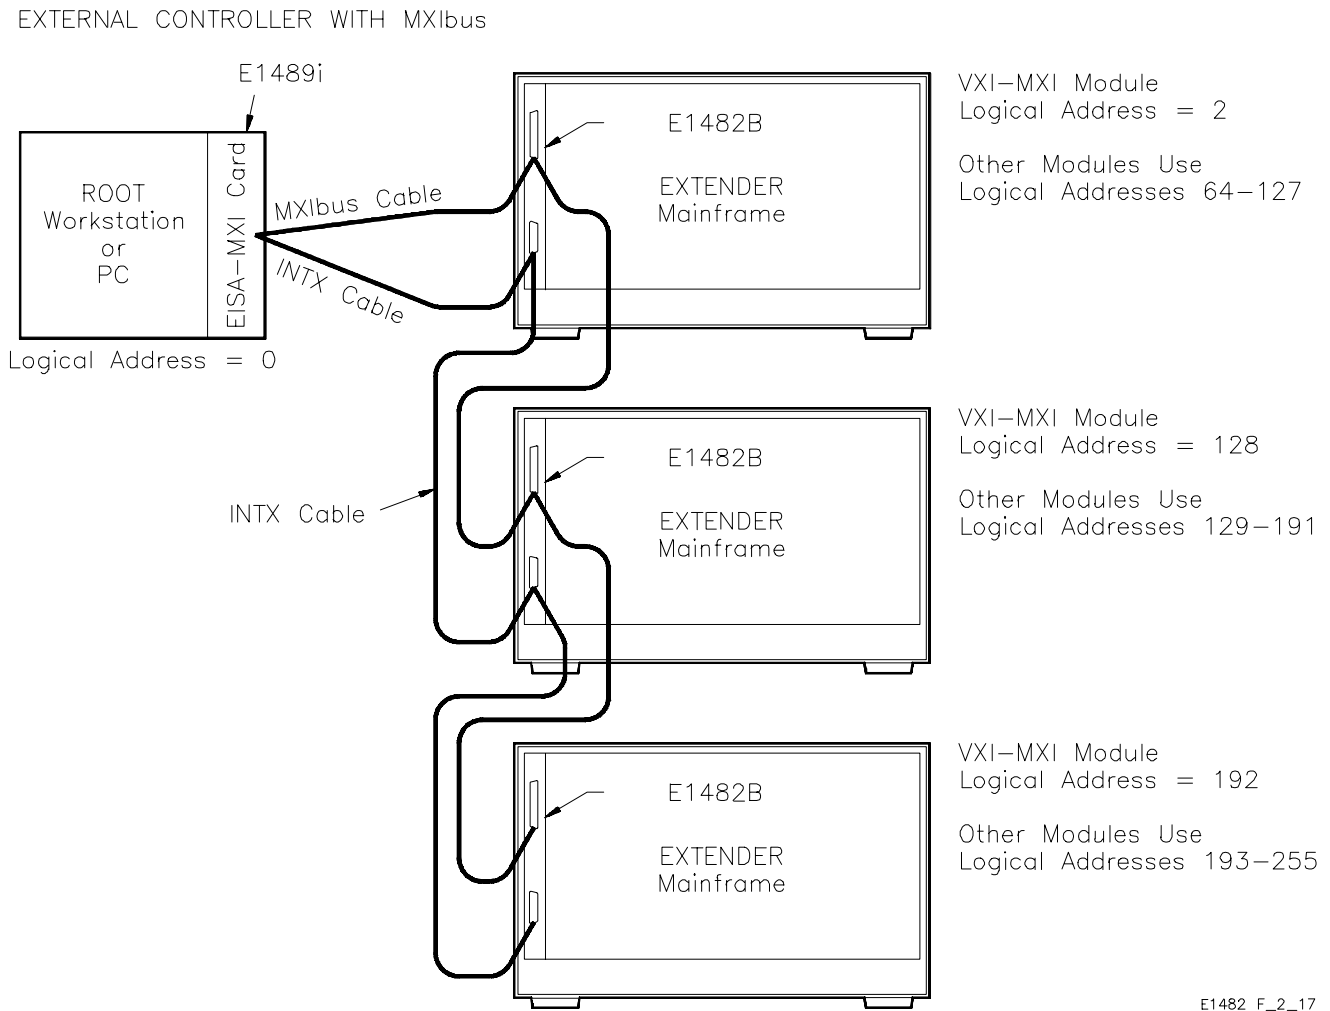 EXTERNAL CONTROLLER WITH MXIbus
E1489i
ROOT
Workstation
or
PC
EISA-MXI Card
Logical Address = 0
MXIbus Cable
INTX Cable
E1482B
EXTENDER
Mainframe
VXI-MXI Module
Logical Address = 2
Other Modules Use
Logical Addresses 64-127
INTX Cable
E1482B
EXTENDER
Mainframe
VXI-MXI Module
Logical Address = 128
Other Modules Use
Logical Addresses 129-191
E1482B
EXTENDER
Mainframe
VXI-MXI Module
Logical Address = 192
Other Modules Use
Logical Addresses 193-255
E1482 F_2_17